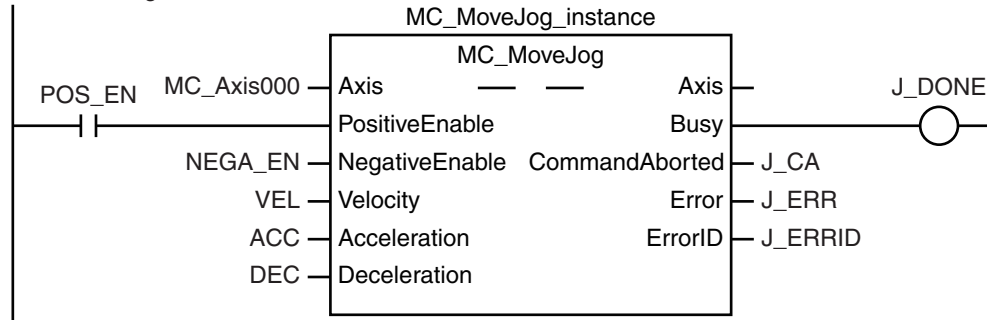 MC_MoveJog_instance
MC_MoveJog
POS_EN MC_Axis000 Axis Axis J_DONE
PositiveEnable Busy
NEGA_EN NegativeEnable CommandAborted J_CA
VEL Velocity Error J_ERR
ACC Acceleration ErrorID J_ERRID
DEC Deceleration